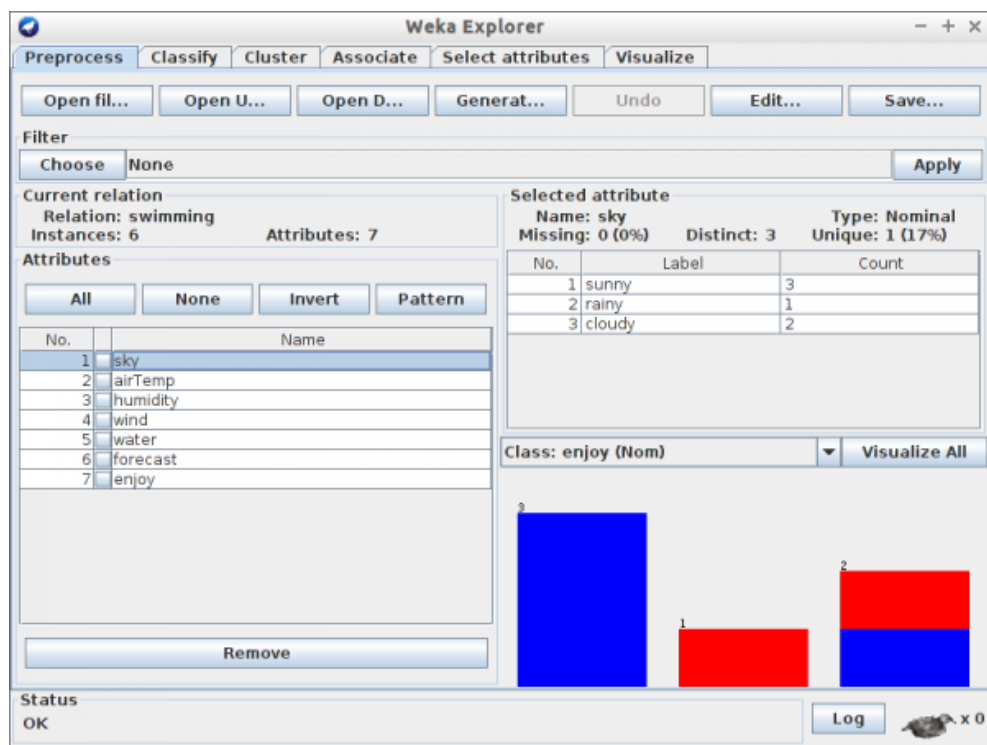 Weka Explorer
Preprocess Classify Cluster Associate Select attributes Visualize
Open fil... Open U... Open D... Generat... Undo Edit... Save...
Filter
Choose None Apply
Current relation
Relation: swimming
Instances: 6 Attributes: 7
Selected attribute
Name: sky Type: Nominal
Missing: 0 (0%) Distinct: 3 Unique: 1 (17%)
Attributes
All None Invert Pattern
No. Name
1 sky
2 airTemp
3 humidity
4 wind
5 water
6 forecast
7 enjoy
Remove
No. Label Count
1 sunny 3
2 rainy 1
3 cloudy 2
Class: enjoy (Nom) Visualize All
3
1
2
Status
OK
Log x 0